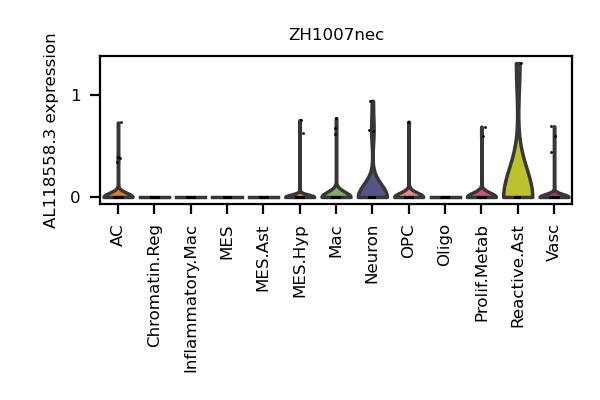 ZH1007nec
AL118558.3 expression
1
0
AC
Chromatin.Reg
Inflammatory.Mac
MES
MES.Ast
MES.Hyp
Mac
Neuron
OPC
Oligo
Prolif.Metab
Reactive.Ast
Vasc